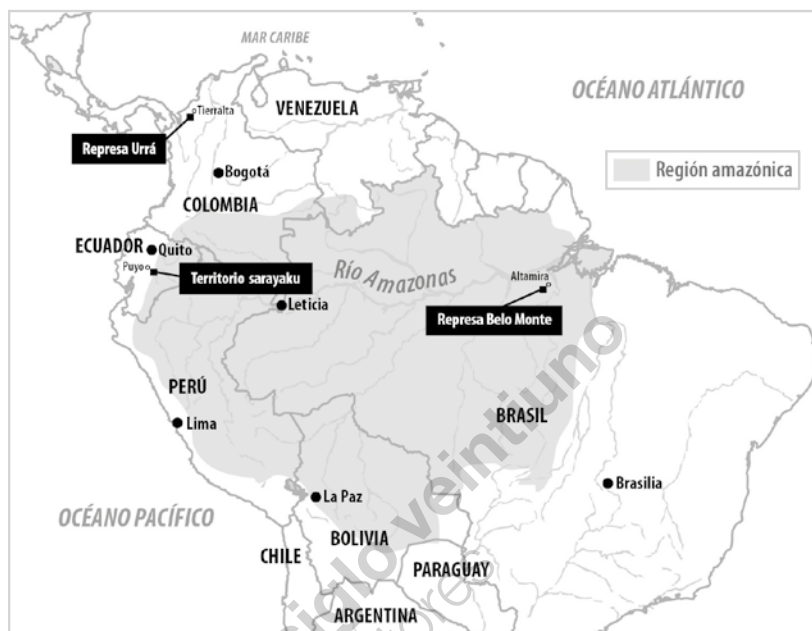 MAR CARIBE
OCÉANO ATLÁNTICO
Tierralta
VENEZUELA
Represa Urrá
Región amazónica
Bogotá
COLOMBIA
ECUADOR
Quito
Puyo
Territorio sarayaku
Río Amazonas
Altamira
Leticia
Represa Belo Monte
PERÚ
BRASIL
Lima
Brasilia
La Paz
OCÉANO PACÍFICO
BOLIVIA
CHILE
PARAGUAY
ARGENTINA
siglo veintiuno